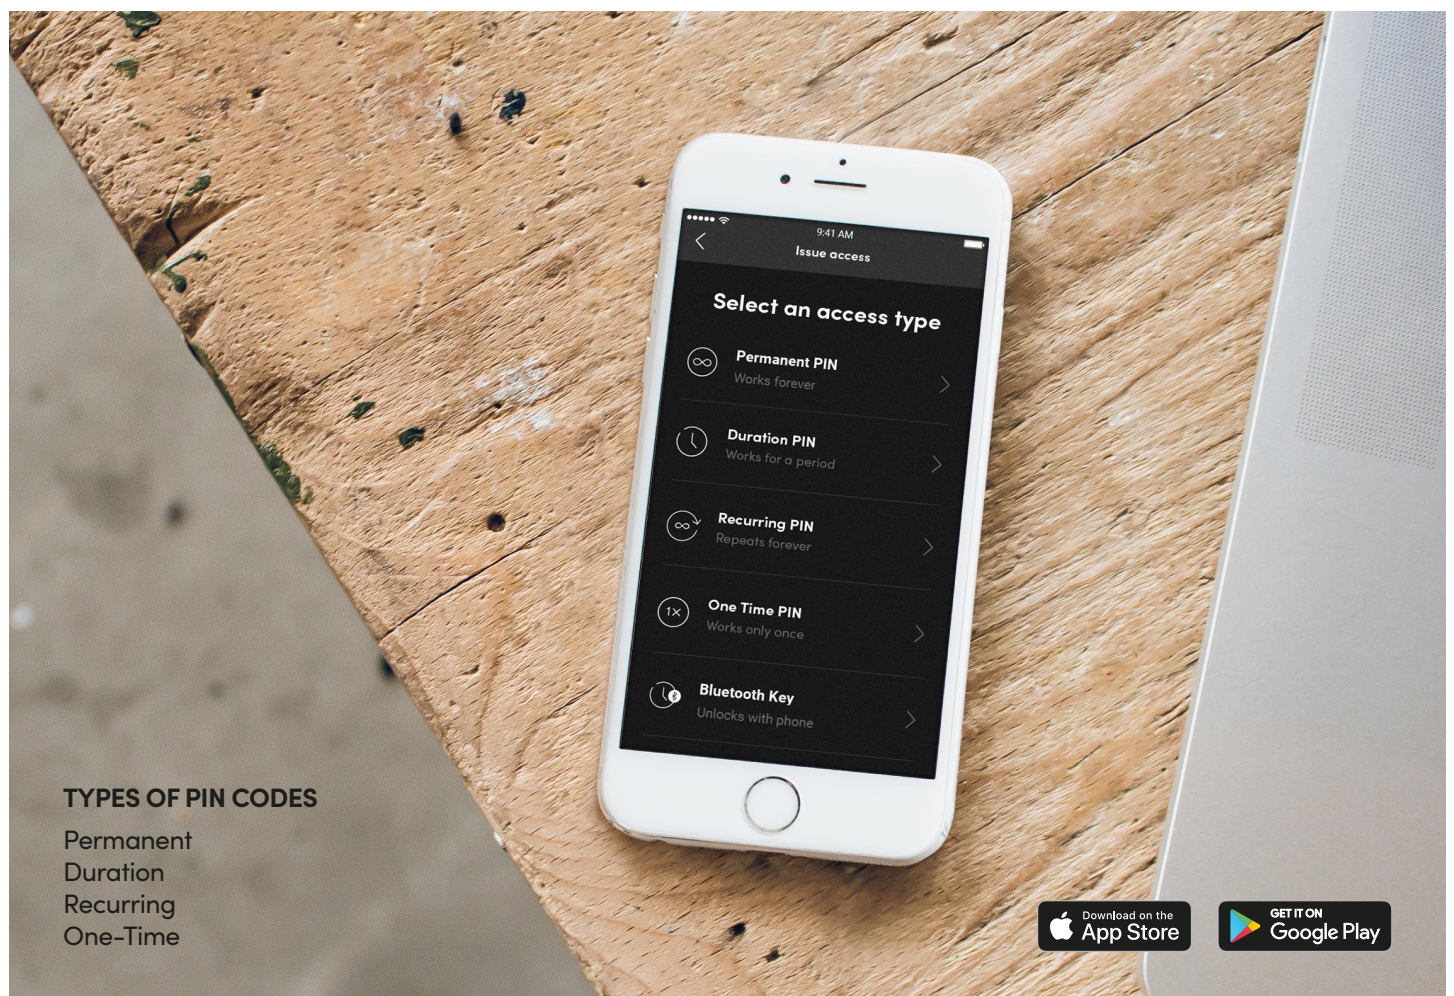 9:41 AM
Issue access
Select an access type
Permanent PIN
Works forever
Duration PIN
Works for a period
Recurring PIN
Repeats forever
1×
One Time PIN
Works only once
Bluetooth Key
Unlocks with phone
TYPES OF PIN CODES
Permanent
Duration
Recurring
One-Time
Download on the
App Store
GET IT ON
Google Play